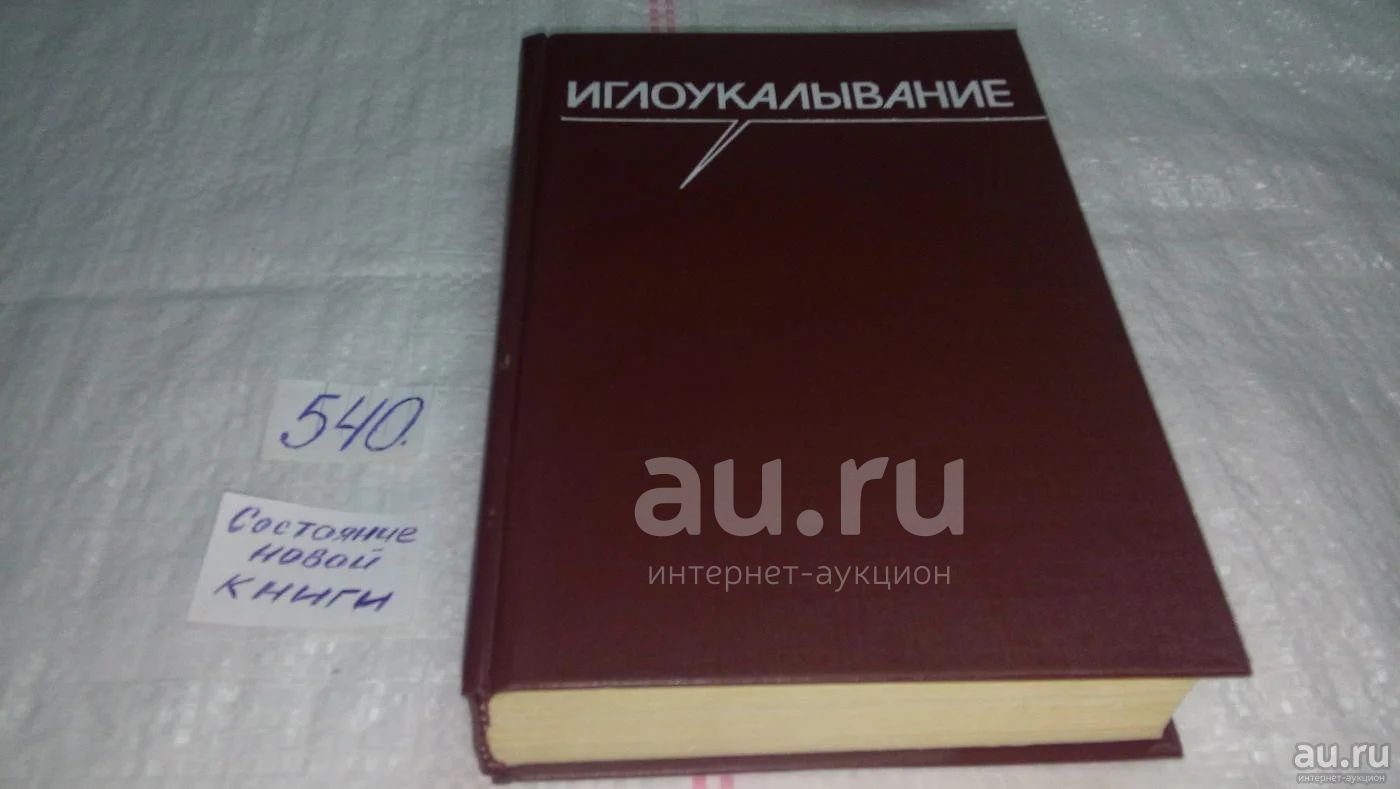 ИГЛОУКАЛЫВАНИЕ
540.
Состояние
новой
книги
au.ru
интернет-аукцион
au.ru
интернет-аукцион